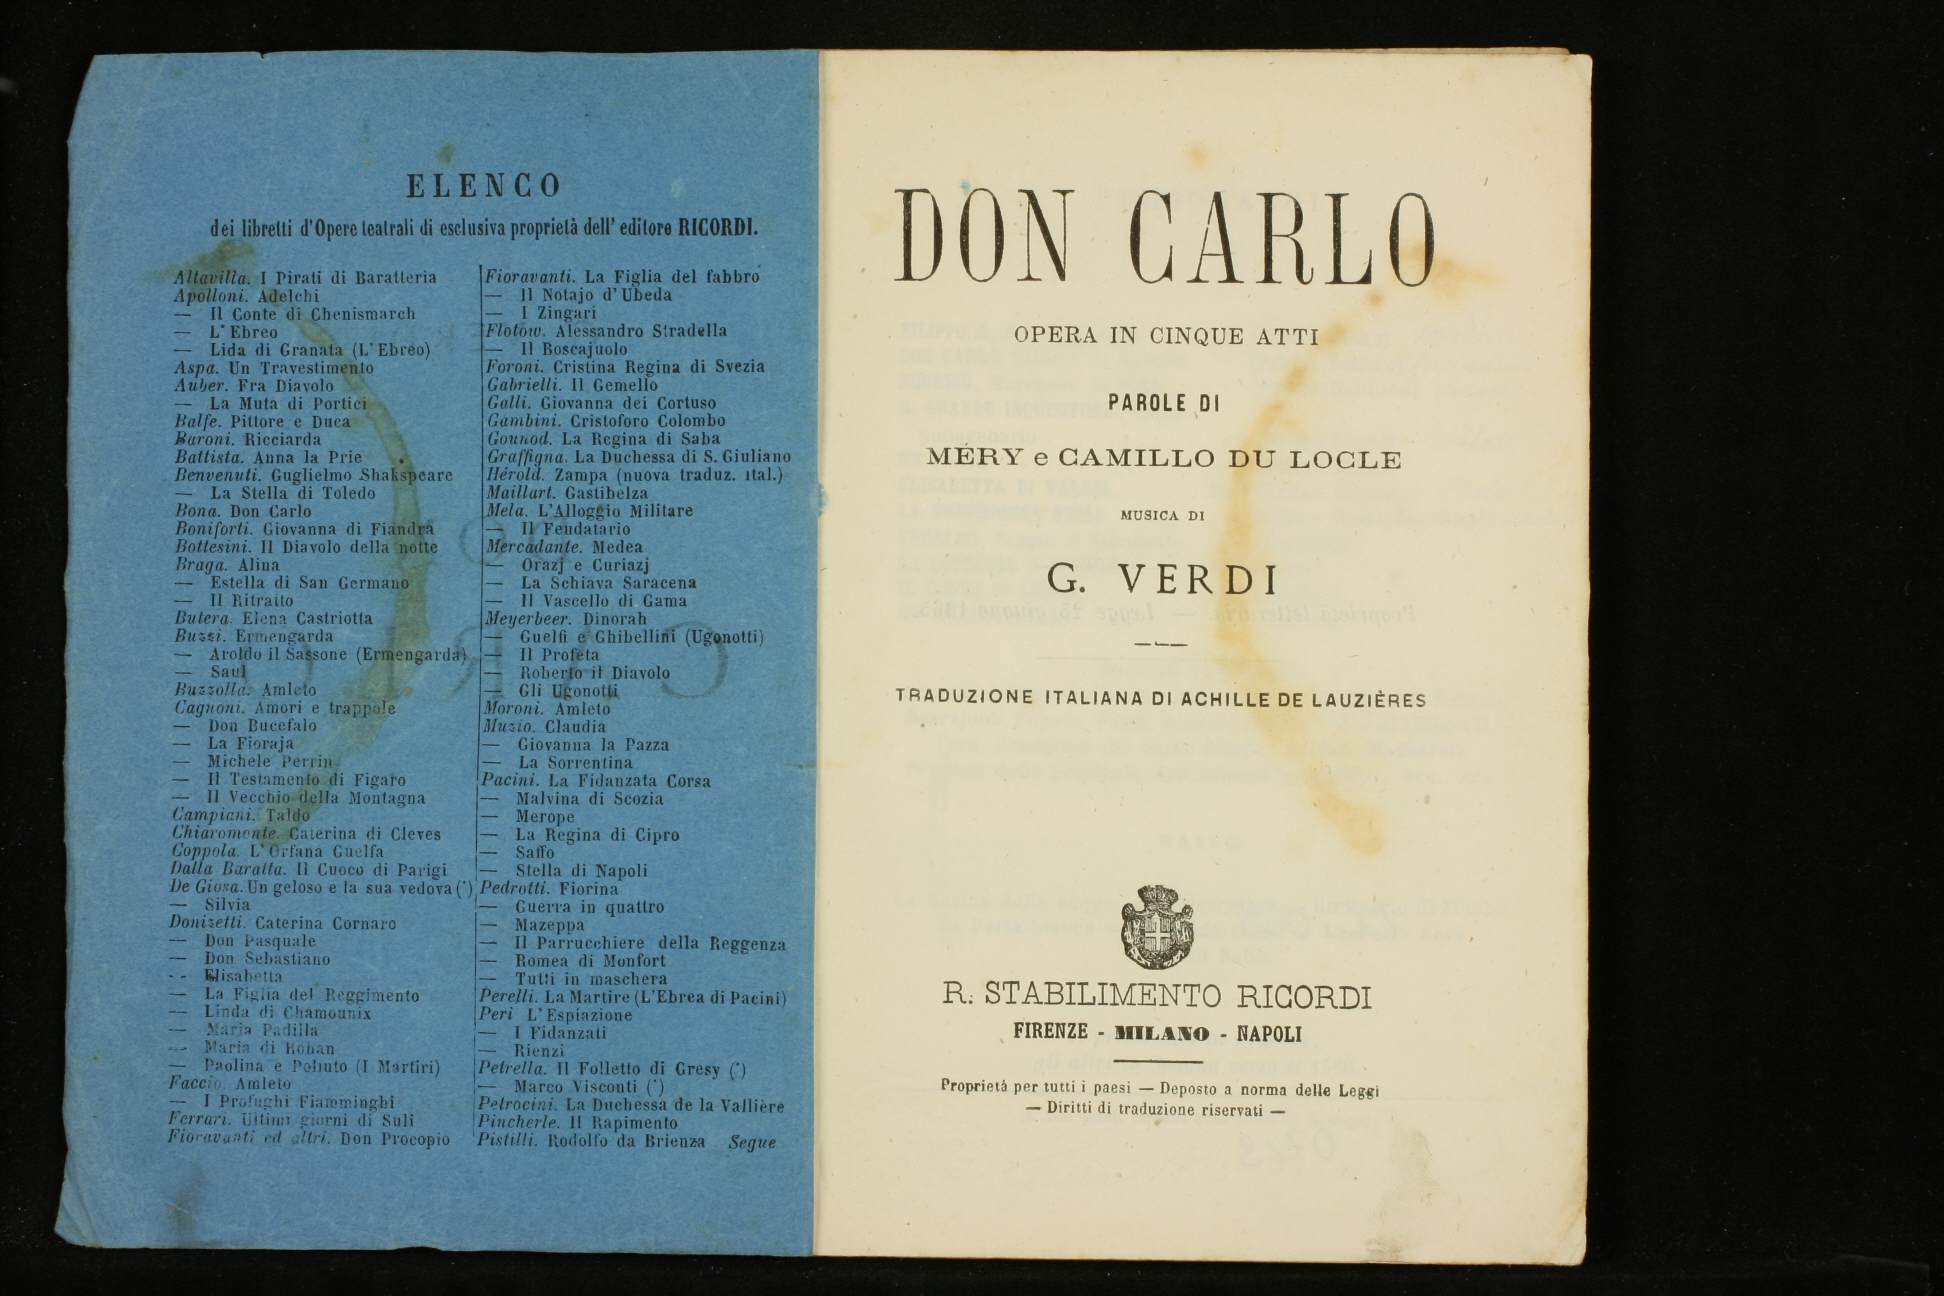 ELENCO
dei libretti d'Opere teatrali di esclusiva proprietà dell' editore RICORDI.
Altavilla. I Pirati di Baratteria
Apolloni. Adelchi
— Il Conte di Chenismarch
— L'Ebreo
— Lida di Granata (L'Ebreo)
Aspa. Un Travestimento
Auber. Fra Diavolo
— La Muta di Portici
Balfe. Pittore e Duca
Baroni. Ricciarda
Battista. Anna la Prie
Benvenuti. Guglielmo Shakspeare
— La Stella di Toledo
Bona. Don Carlo
Boniforti. Giovanna di Fiandra
Bottesini. Il Diavolo della notte
Braga. Alina
— Estella di San Germano
— Il Ritratto
Butera. Elena Castriotta
Buzzi. Ermengarda
— Aroldo il Sassone (Ermengarda)
— Saul
Buzzolla. Amleto
Cagnoni. Amori e trappole
— Don Bucefalo
— La Fioraja
— Michele Perrin
— Il Testamento di Figaro
— Il Vecchio della Montagna
Campiani. Taldo
Chiaromonte. Caterina di Cleves
Coppola. L'Orfana Guelfa
Dalla Baratta. Il Cuoco di Parigi
De Giosa. Un geloso e la sua vedova (*)
— Silvia
Donizetti. Caterina Cornaro
— Don Pasquale
— Don Sebastiano
— Elisabetta
— La Figlia del Reggimento
— Linda di Chamounix
— Maria Padilla
— Maria di Rohan
— Paolina e Poliuto (I Martiri)
Faccio. Amleto
— I Profughi Fiamminghi
Ferrari. Ultimi giorni di Suli
Fioravanti ed altri. Don Procopio
Fioravanti. La Figlia del fabbro
— Il Notajo d'Ubeda
— I Zingari
Flotow. Alessandro Stradella
— Il Boscajuolo
Foroni. Cristina Regina di Svezia
Gabrielli. Il Gemello
Galli. Giovanna dei Cortuso
Gambini. Cristoforo Colombo
Gounod. La Regina di Saba
Graffigna. La Duchessa di S. Giuliano
Hérold. Zampa (nuova traduz. ital.)
Maillart. Gastibelza
Mela. L'Alloggio Militare
— Il Feudatario
Mercadante. Medea
— Orazj e Curiazj
— La Schiava Saracena
— Il Vascello di Gama
Meyerbeer. Dinorah
— Guelfi e Ghibellini (Ugonotti)
— Il Profeta
— Roberto il Diavolo
— Gli Ugonotti
Moroni. Amleto
Muzio. Claudia
— Giovanna la Pazza
— La Sorrentina
Pacini. La Fidanzata Corsa
— Malvina di Scozia
— Merope
— La Regina di Cipro
— Saffo
— Stella di Napoli
Pedrotti. Fiorina
— Guerra in quattro
— Mazeppa
— Il Parrucchiere della Reggenza
— Romea di Monfort
— Tutti in maschera
Perelli. La Martire (L'Ebrea di Pacini)
Peri L'Espiazione
— I Fidanzati
— Rienzi
Petrella. Il Folletto di Gresy (*)
— Marco Visconti (*)
Petrocini. La Duchessa de la Vallière
Pincherle. Il Rapimento
Pistilli. Rodolfo da Brienza Segue
DON CARLO
OPERA IN CINQUE ATTI
PAROLE DI
MÉRY e CAMILLO DU LOCLE
MUSICA DI
G. VERDI
TRADUZIONE ITALIANA DI ACHILLE DE LAUZIÈRES
R. STABILIMENTO RICORDI
FIRENZE - MILANO - NAPOLI
Proprietà per tutti i paesi — Deposto a norma delle Leggi
— Diritti di traduzione riservati —